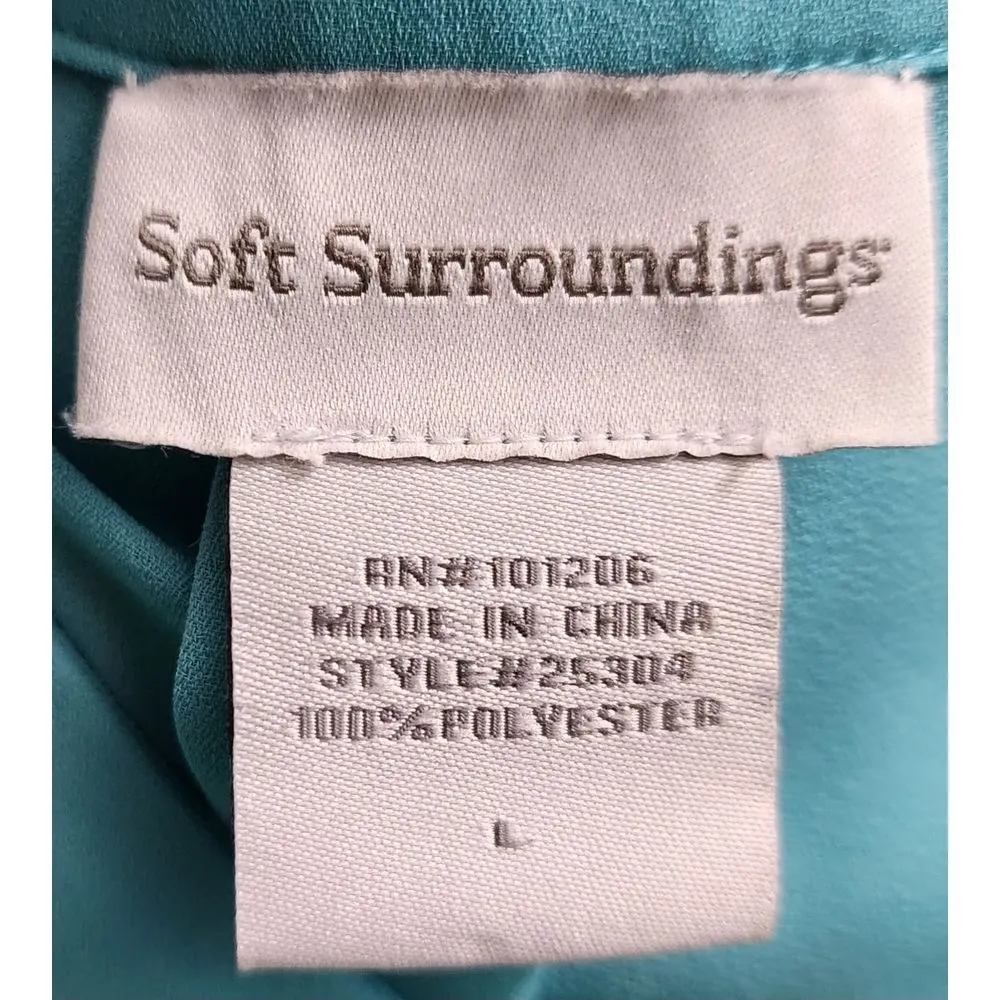 Soft Surroundings
RN#101206
MADE IN CHINA
STYLE#25304
100%POLYESTER
L